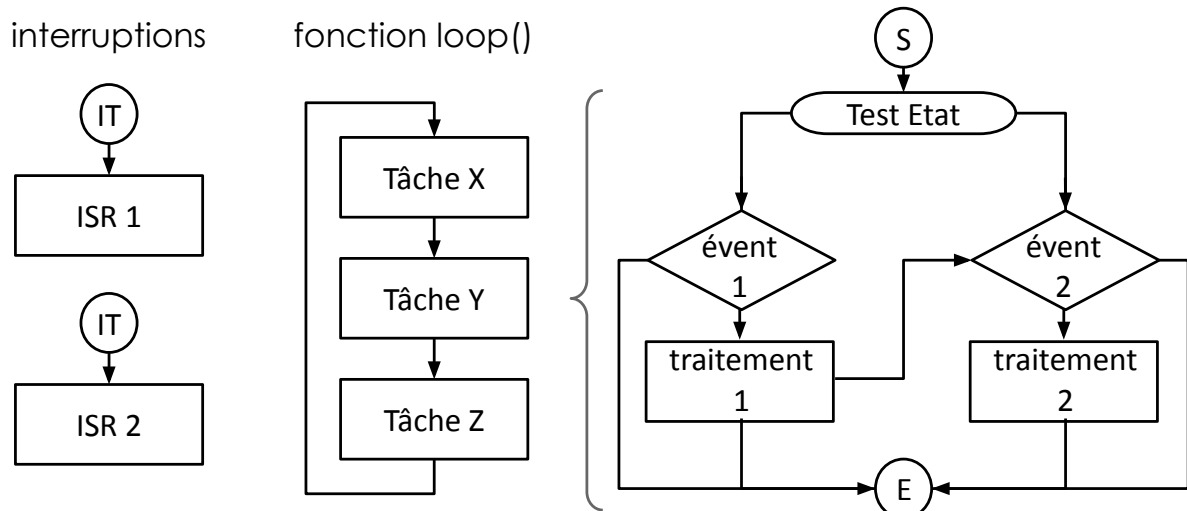 interruptions
IT
ISR 1
IT
ISR 2
fonction loop()
Tâche X
Tâche Y
Tâche Z
S
Test Etat
évent
1
évent
2
traitement
1
traitement
2
E